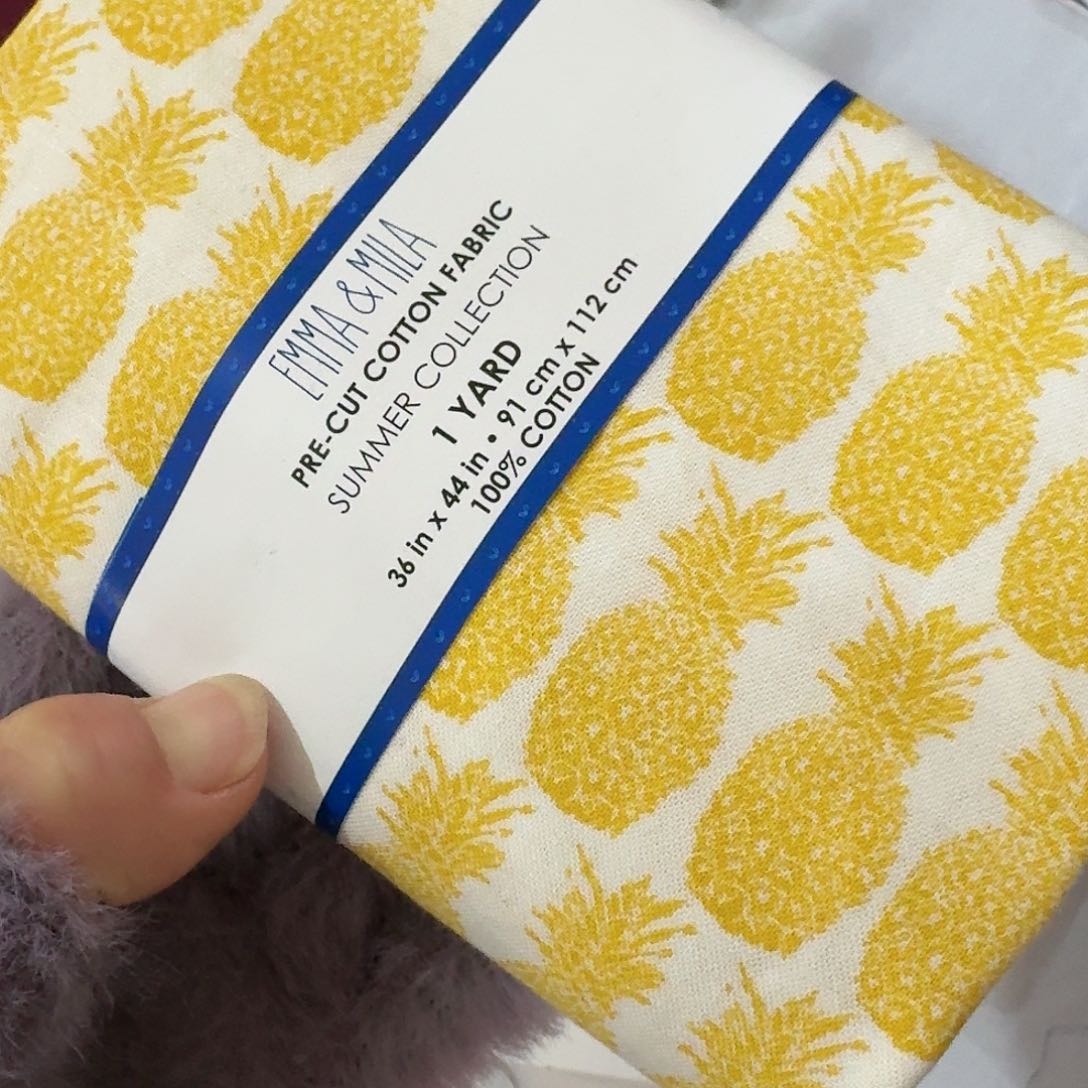 EMMA & MILA
PRE-CUT COTTON FABRIC
SUMMER COLLECTION
1 YARD
36 in x 44 in • 91 cm x 112 cm
100% COTTON